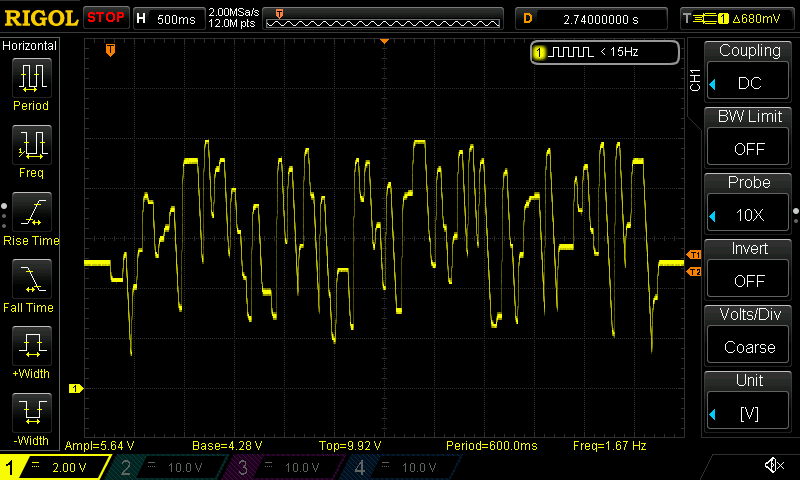 RIGOL STOP H 500ms 2.00MSa/s 12.0M pts D 2.74000000 s T 1 Δ680mV
Horizontal
T
1 < 15Hz
CH1
Coupling
DC
Period
BW Limit
OFF
Freq
Probe
10X
Rise Time
Invert
OFF
T1
T2
Fall Time
Volts/Div
Coarse
+Width
1
Unit
[V]
-Width
Ampl=5.64 V Base=4.28 V Top=9.92 V Period=600.0ms Freq=1.67 Hz
1 2.00 V 2 10.0 V 3 10.0 V 4 10.0 V